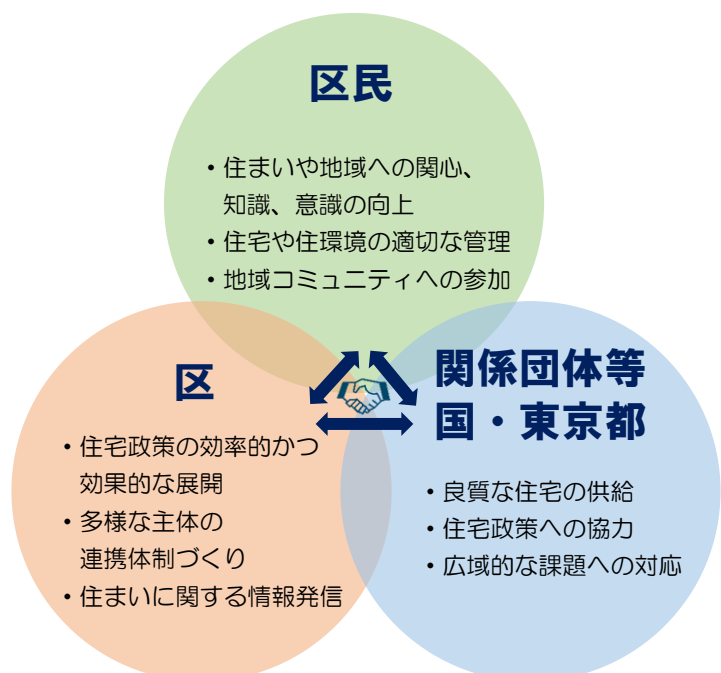 区民
・住まいや地域への関心、
知識、意識の向上
・住宅や住環境の適切な管理
・地域コミュニティへの参加
区
・住宅政策の効率的かつ
効果的な展開
・多様な主体の
連携体制づくり
・住まいに関する情報発信
関係団体等
国・東京都
・良質な住宅の供給
・住宅政策への協力
・広域的な課題への対応